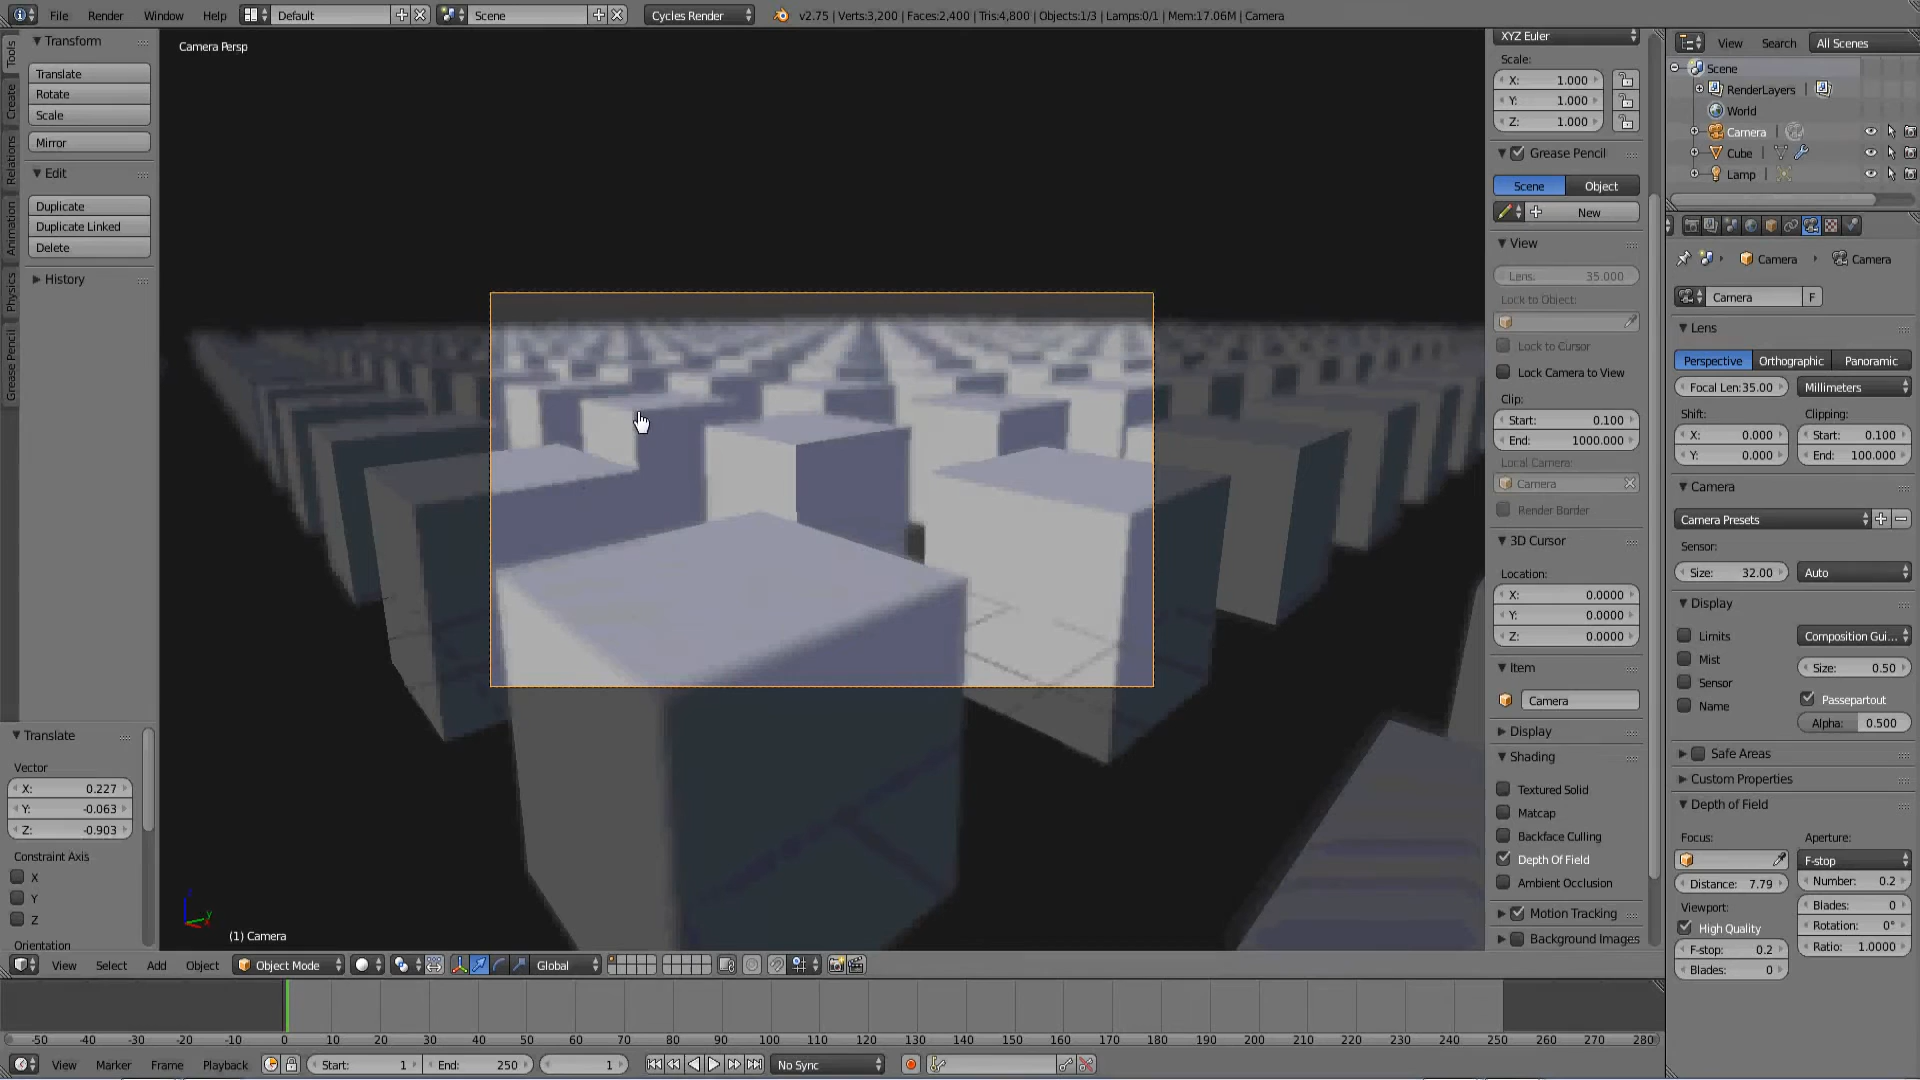 File Render Window Help Default Scene Cycles Render v2.75 | Verts:3,200 | Faces:2,400 | Tris:4,800 | Objects:1/3 | Lamps:0/1 | Mem:17.06M | Camera
Tools
Create
Relations
Animation
Physics
Grease Pencil
Transform
Translate
Rotate
Scale
Mirror
Edit
Duplicate
Duplicate Linked
Delete
History
Translate
Vector
X: 0.227
Y: -0.063
Z: -0.903
Constraint Axis
X
Y
Z
Orientation
Camera Persp
(1) Camera
XYZ Euler
Scale:
X: 1.000
Y: 1.000
Z: 1.000
Grease Pencil
Scene Object
New
View
Lens: 35.000
Lock to Object:
Lock to Cursor
Lock Camera to View
Clip:
Start: 0.100
End: 1000.000
Local Camera:
Camera
Render Border
3D Cursor
Location:
X: 0.0000
Y: 0.0000
Z: 0.0000
Item
Camera
Display
Shading
Textured Solid
Matcap
Backface Culling
Depth Of Field
Ambient Occlusion
Motion Tracking
Background Images
View Search All Scenes
Scene
RenderLayers |
World
Camera |
Cube |
Lamp |
Camera Camera
Camera F
Lens
Perspective Orthographic Panoramic
Focal Len:35.00 Millimeters
Shift: Clipping:
X: 0.000 Start: 0.100
Y: 0.000 End: 100.000
Camera
Camera Presets
Sensor:
Size: 32.00 Auto
Display
Limits Composition Gui...
Mist Size: 0.50
Sensor Passepartout
Name Alpha: 0.500
Safe Areas
Custom Properties
Depth of Field
Focus: Aperture:
F-stop
Distance: 7.79 Number: 0.2
Viewport: Blades: 0
High Quality Rotation: 0°
F-stop: 0.2 Ratio: 1.0000
Blades: 0
View Select Add Object Object Mode Global
-50 -40 -30 -20 -10 0 10 20 30 40 50 60 70 80 90 100 110 120 130 140 150 160 170 180 190 200 210 220 230 240 250 260 270 280
View Marker Frame Playback Start: 1 End: 250 1 No Sync